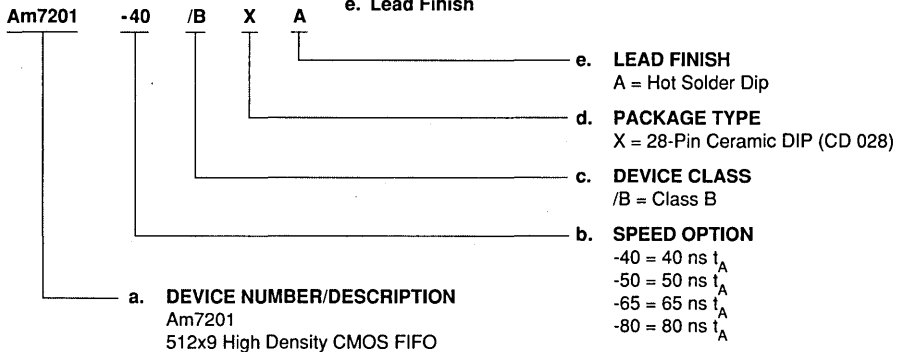 e. Lead Finish
Am7201 -40 /B X A
e. LEAD FINISH
A = Hot Solder Dip
d. PACKAGE TYPE
X = 28-Pin Ceramic DIP (CD 028)
c. DEVICE CLASS
/B = Class B
b. SPEED OPTION
-40 = 40 ns tA
-50 = 50 ns tA
-65 = 65 ns tA
-80 = 80 ns tA
a. DEVICE NUMBER/DESCRIPTION
Am7201
512x9 High Density CMOS FIFO